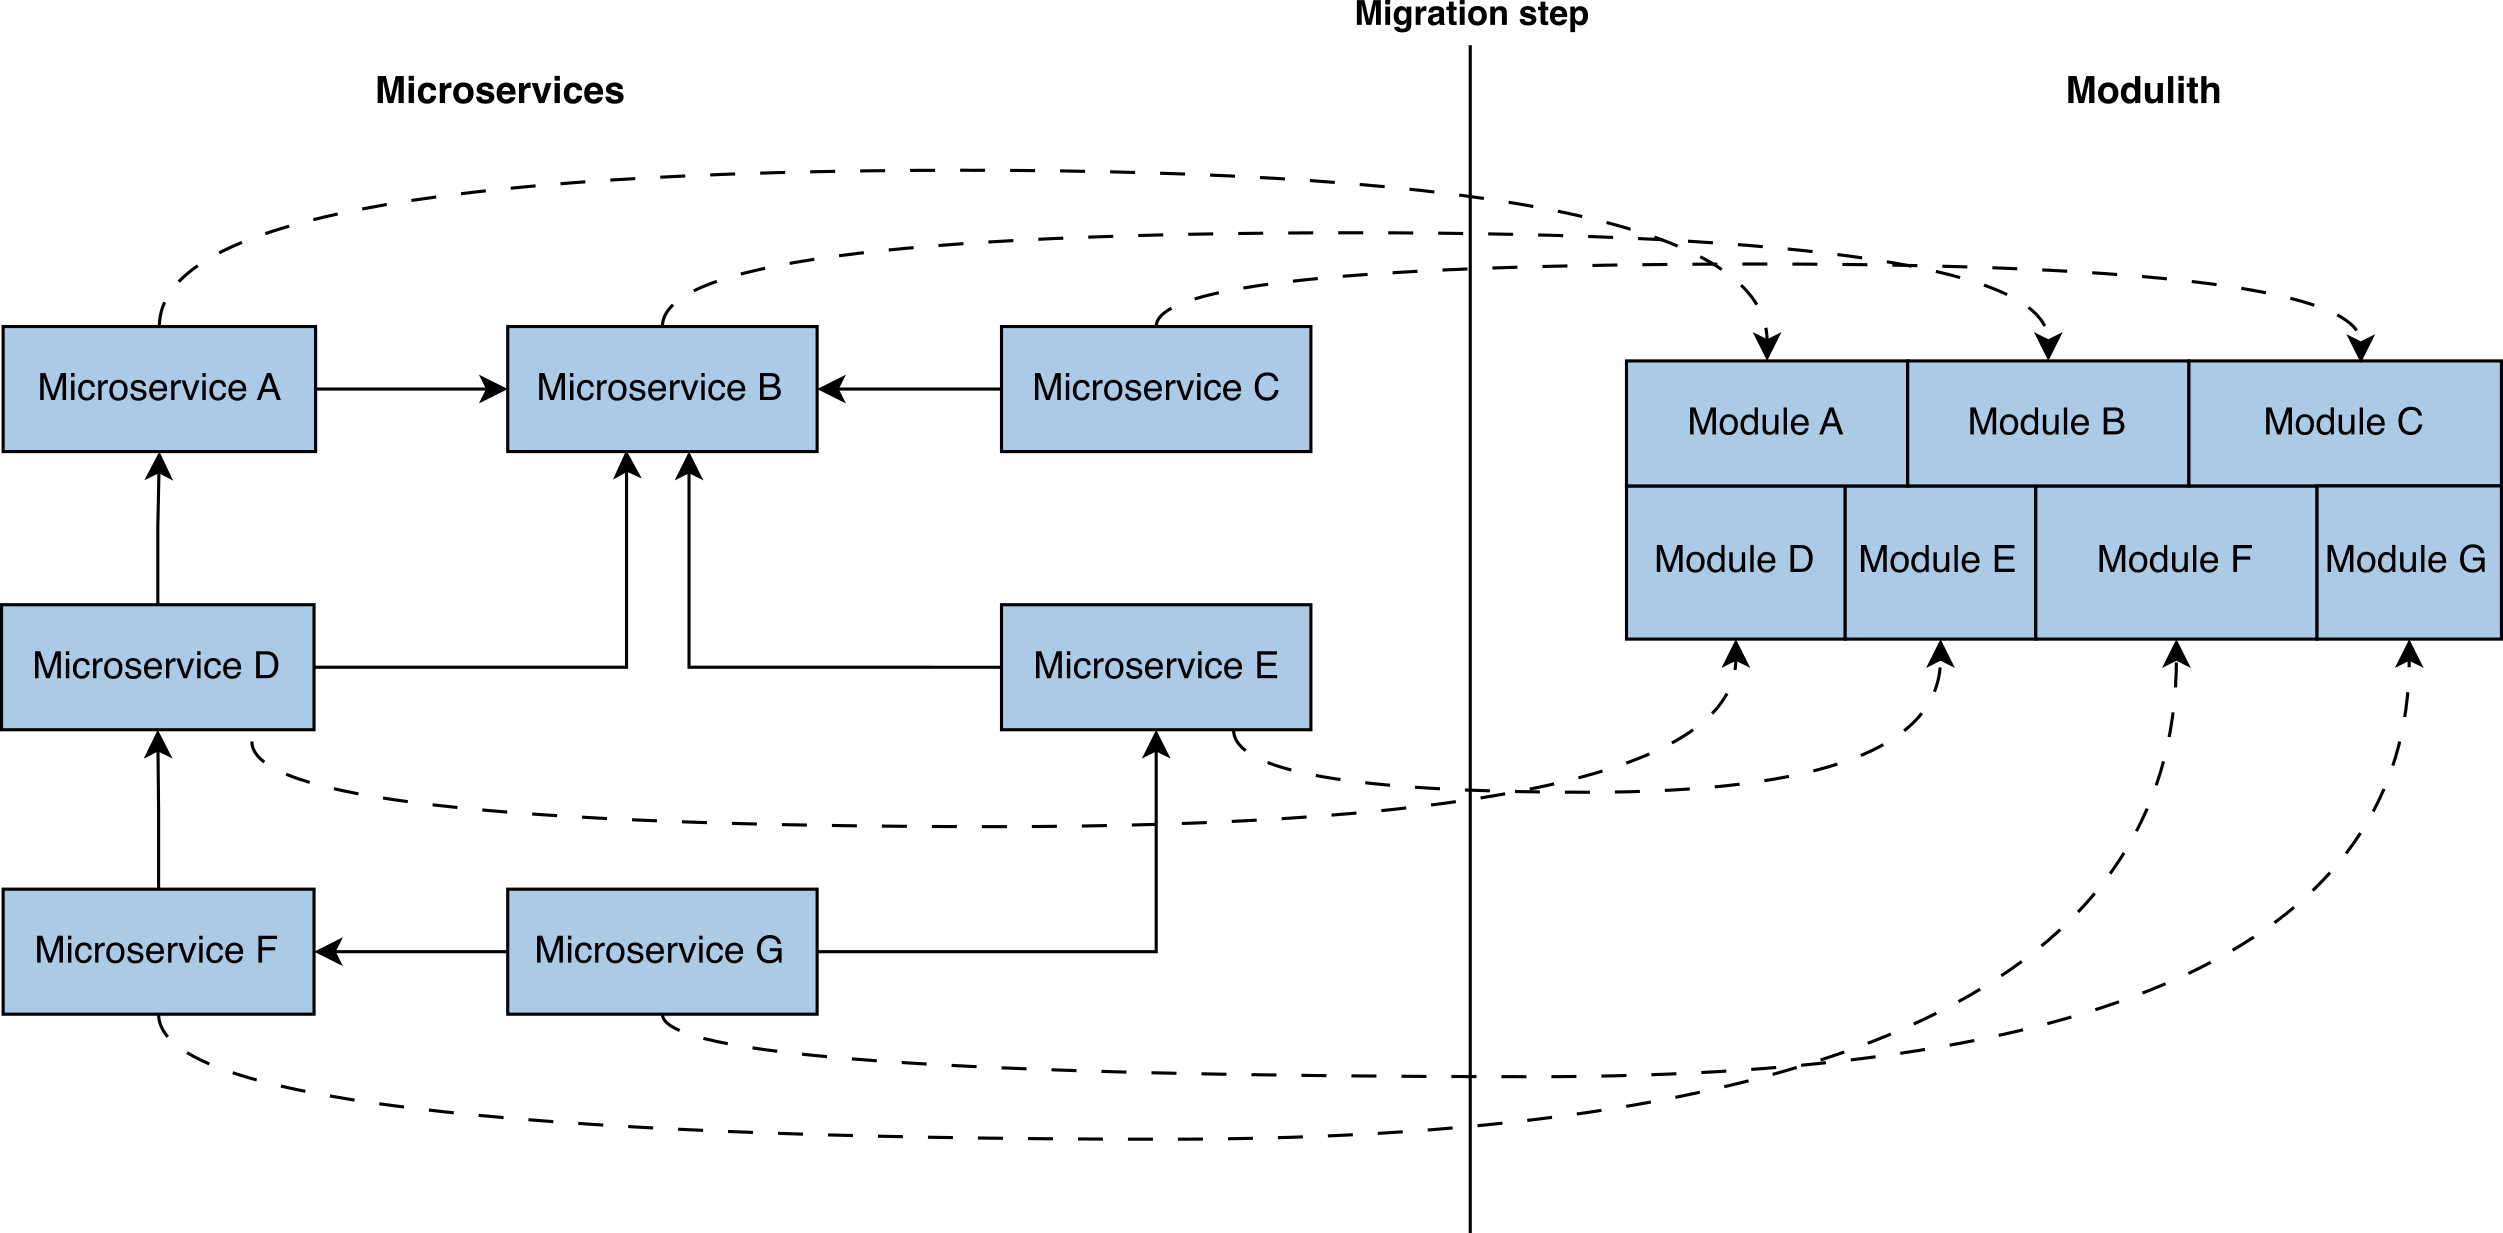 Migration step
Microservices
Modulith
Microservice A
Microservice B
Microservice C
Module A
Module B
Module C
Module D
Module E
Module F
Module G
Microservice D
Microservice E
Microservice F
Microservice G